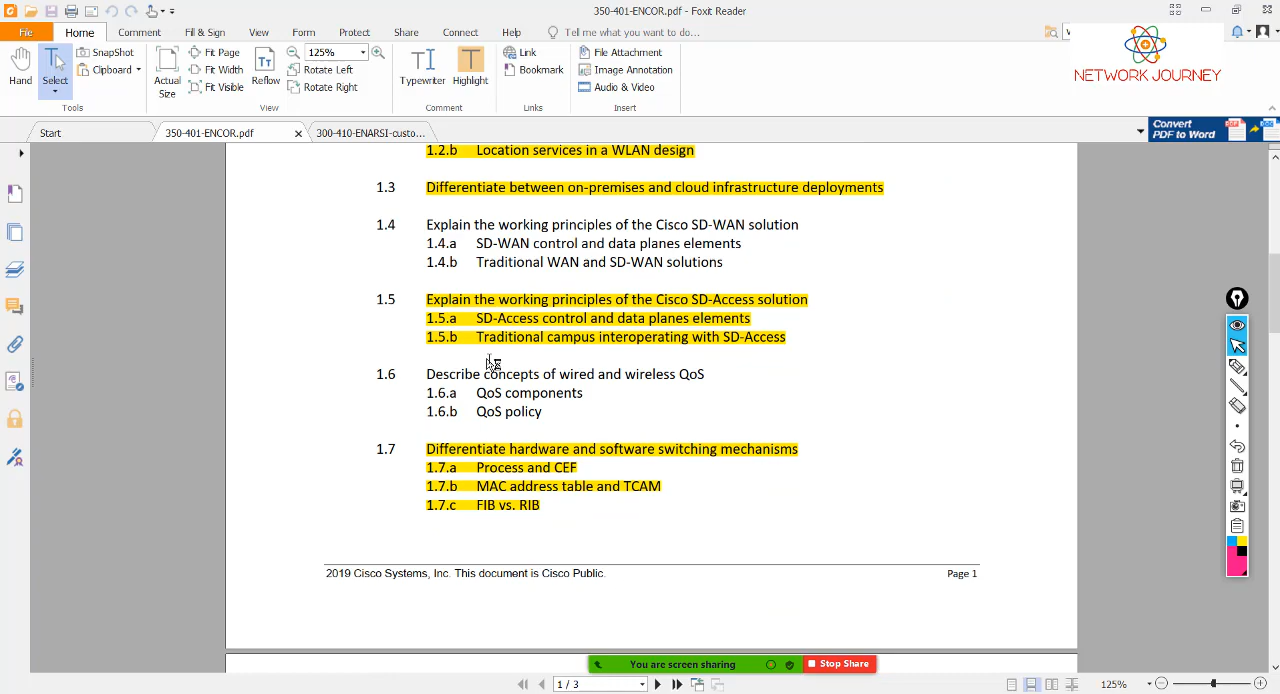 350-401-ENCOR.pdf - Foxit Reader
File Home Comment Fill & Sign View Form Protect Share Connect Help Tell me what you want to do...
NETWORK JOURNEY
Hand
Select
SnapShot
Clipboard
Actual
Size
Fit Page
Fit Width
Fit Visible
Reflow
125%
Rotate Left
Rotate Right
Typewriter
Highlight
Link
Bookmark
File Attachment
Image Annotation
Audio & Video
Tools View Comment Links Insert
Start 350-401-ENCOR.pdf 300-410-ENARSI-custo...
Convert
PDF to Word
1.2.b Location services in a WLAN design
1.3 Differentiate between on-premises and cloud infrastructure deployments
1.4 Explain the working principles of the Cisco SD-WAN solution
1.4.a SD-WAN control and data planes elements
1.4.b Traditional WAN and SD-WAN solutions
1.5 Explain the working principles of the Cisco SD-Access solution
1.5.a SD-Access control and data planes elements
1.5.b Traditional campus interoperating with SD-Access
1.6 Describe concepts of wired and wireless QoS
1.6.a QoS components
1.6.b QoS policy
1.7 Differentiate hardware and software switching mechanisms
1.7.a Process and CEF
1.7.b MAC address table and TCAM
1.7.c FIB vs. RIB
2019 Cisco Systems, Inc. This document is Cisco Public. Page 1
You are screen sharing Stop Share
1 / 3 125%